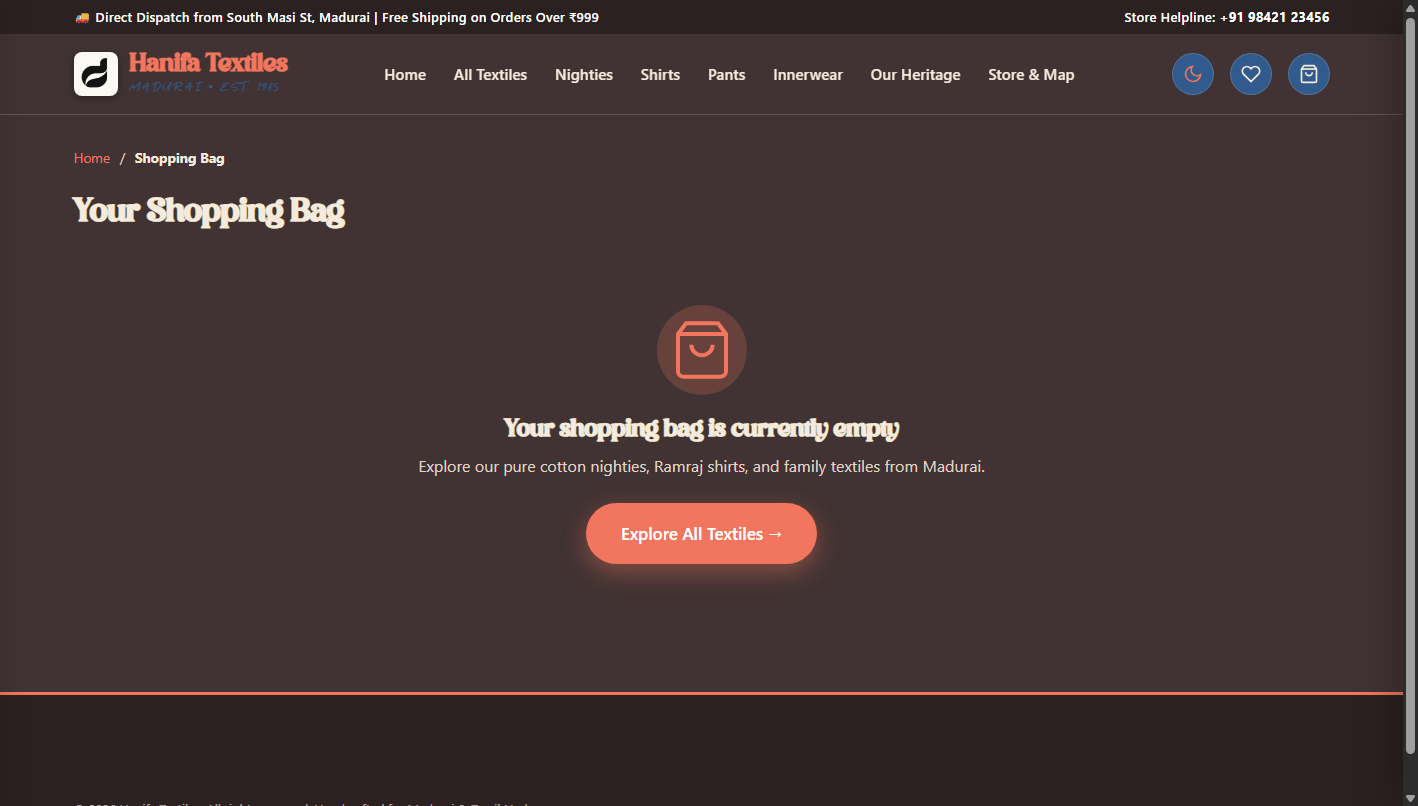 🚚 Direct Dispatch from South Masi St, Madurai | Free Shipping on Orders Over ₹999
Store Helpline: +91 98421 23456
Hanifa Textiles
MADURAI • EST. 1985
Home
All Textiles
Nighties
Shirts
Pants
Innerwear
Our Heritage
Store & Map
Home / Shopping Bag
Your Shopping Bag
Your shopping bag is currently empty
Explore our pure cotton nighties, Ramraj shirts, and family textiles from Madurai.
Explore All Textiles →